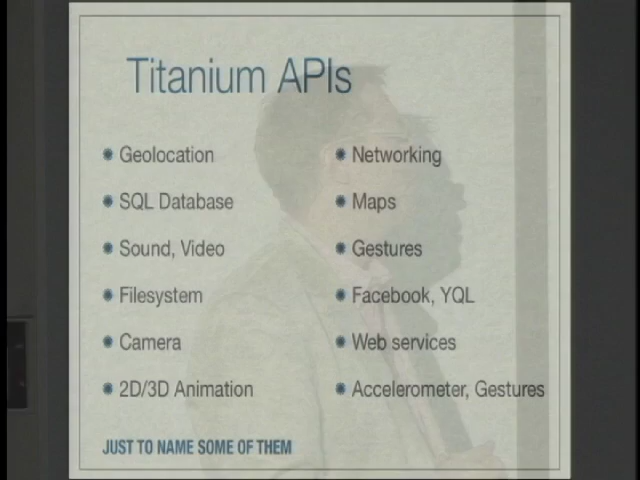 Titanium APIs
Geolocation
SQL Database
Sound, Video
Filesystem
Camera
2D/3D Animation
Networking
Maps
Gestures
Facebook, YQL
Web services
Accelerometer, Gestures
JUST TO NAME SOME OF THEM